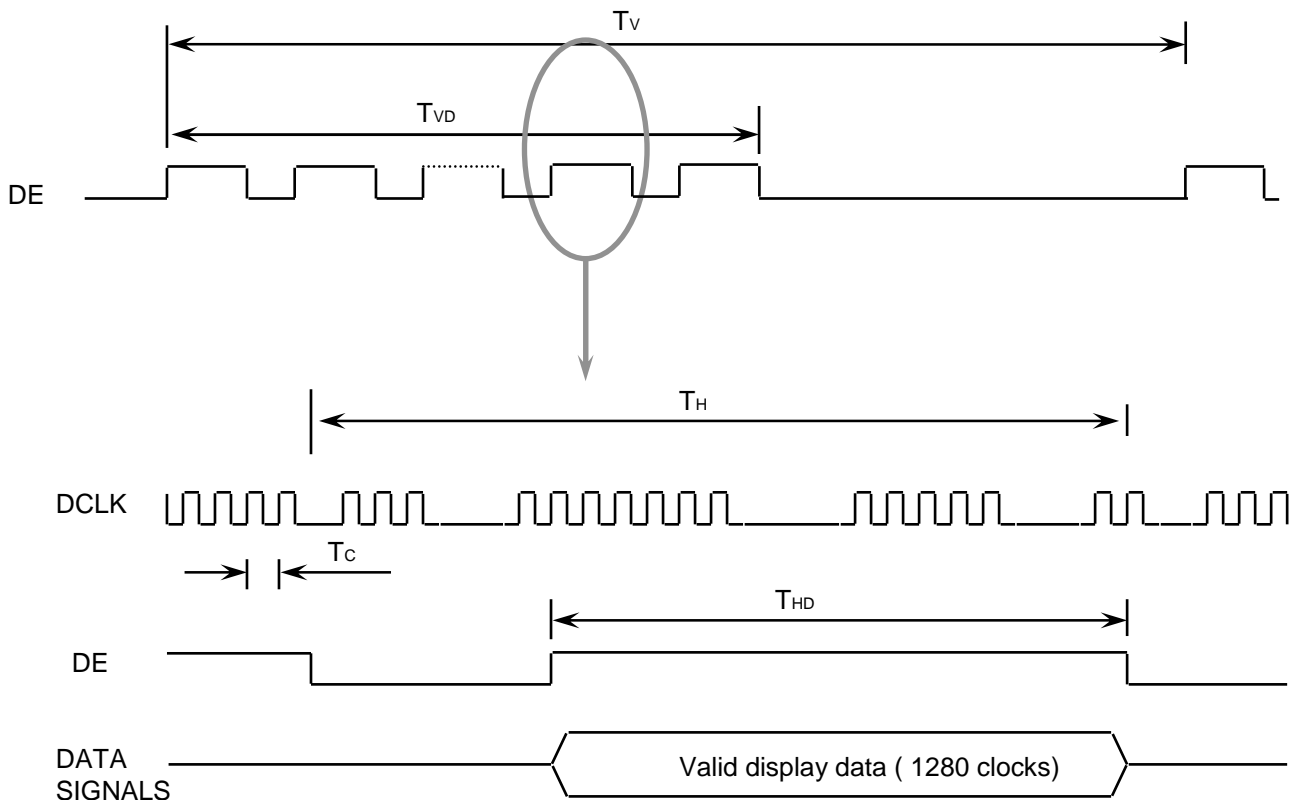 TV
TVD
DE
TH
DCLK
TC
THD
DE
DATA
SIGNALS
Valid display data ( 1280 clocks)